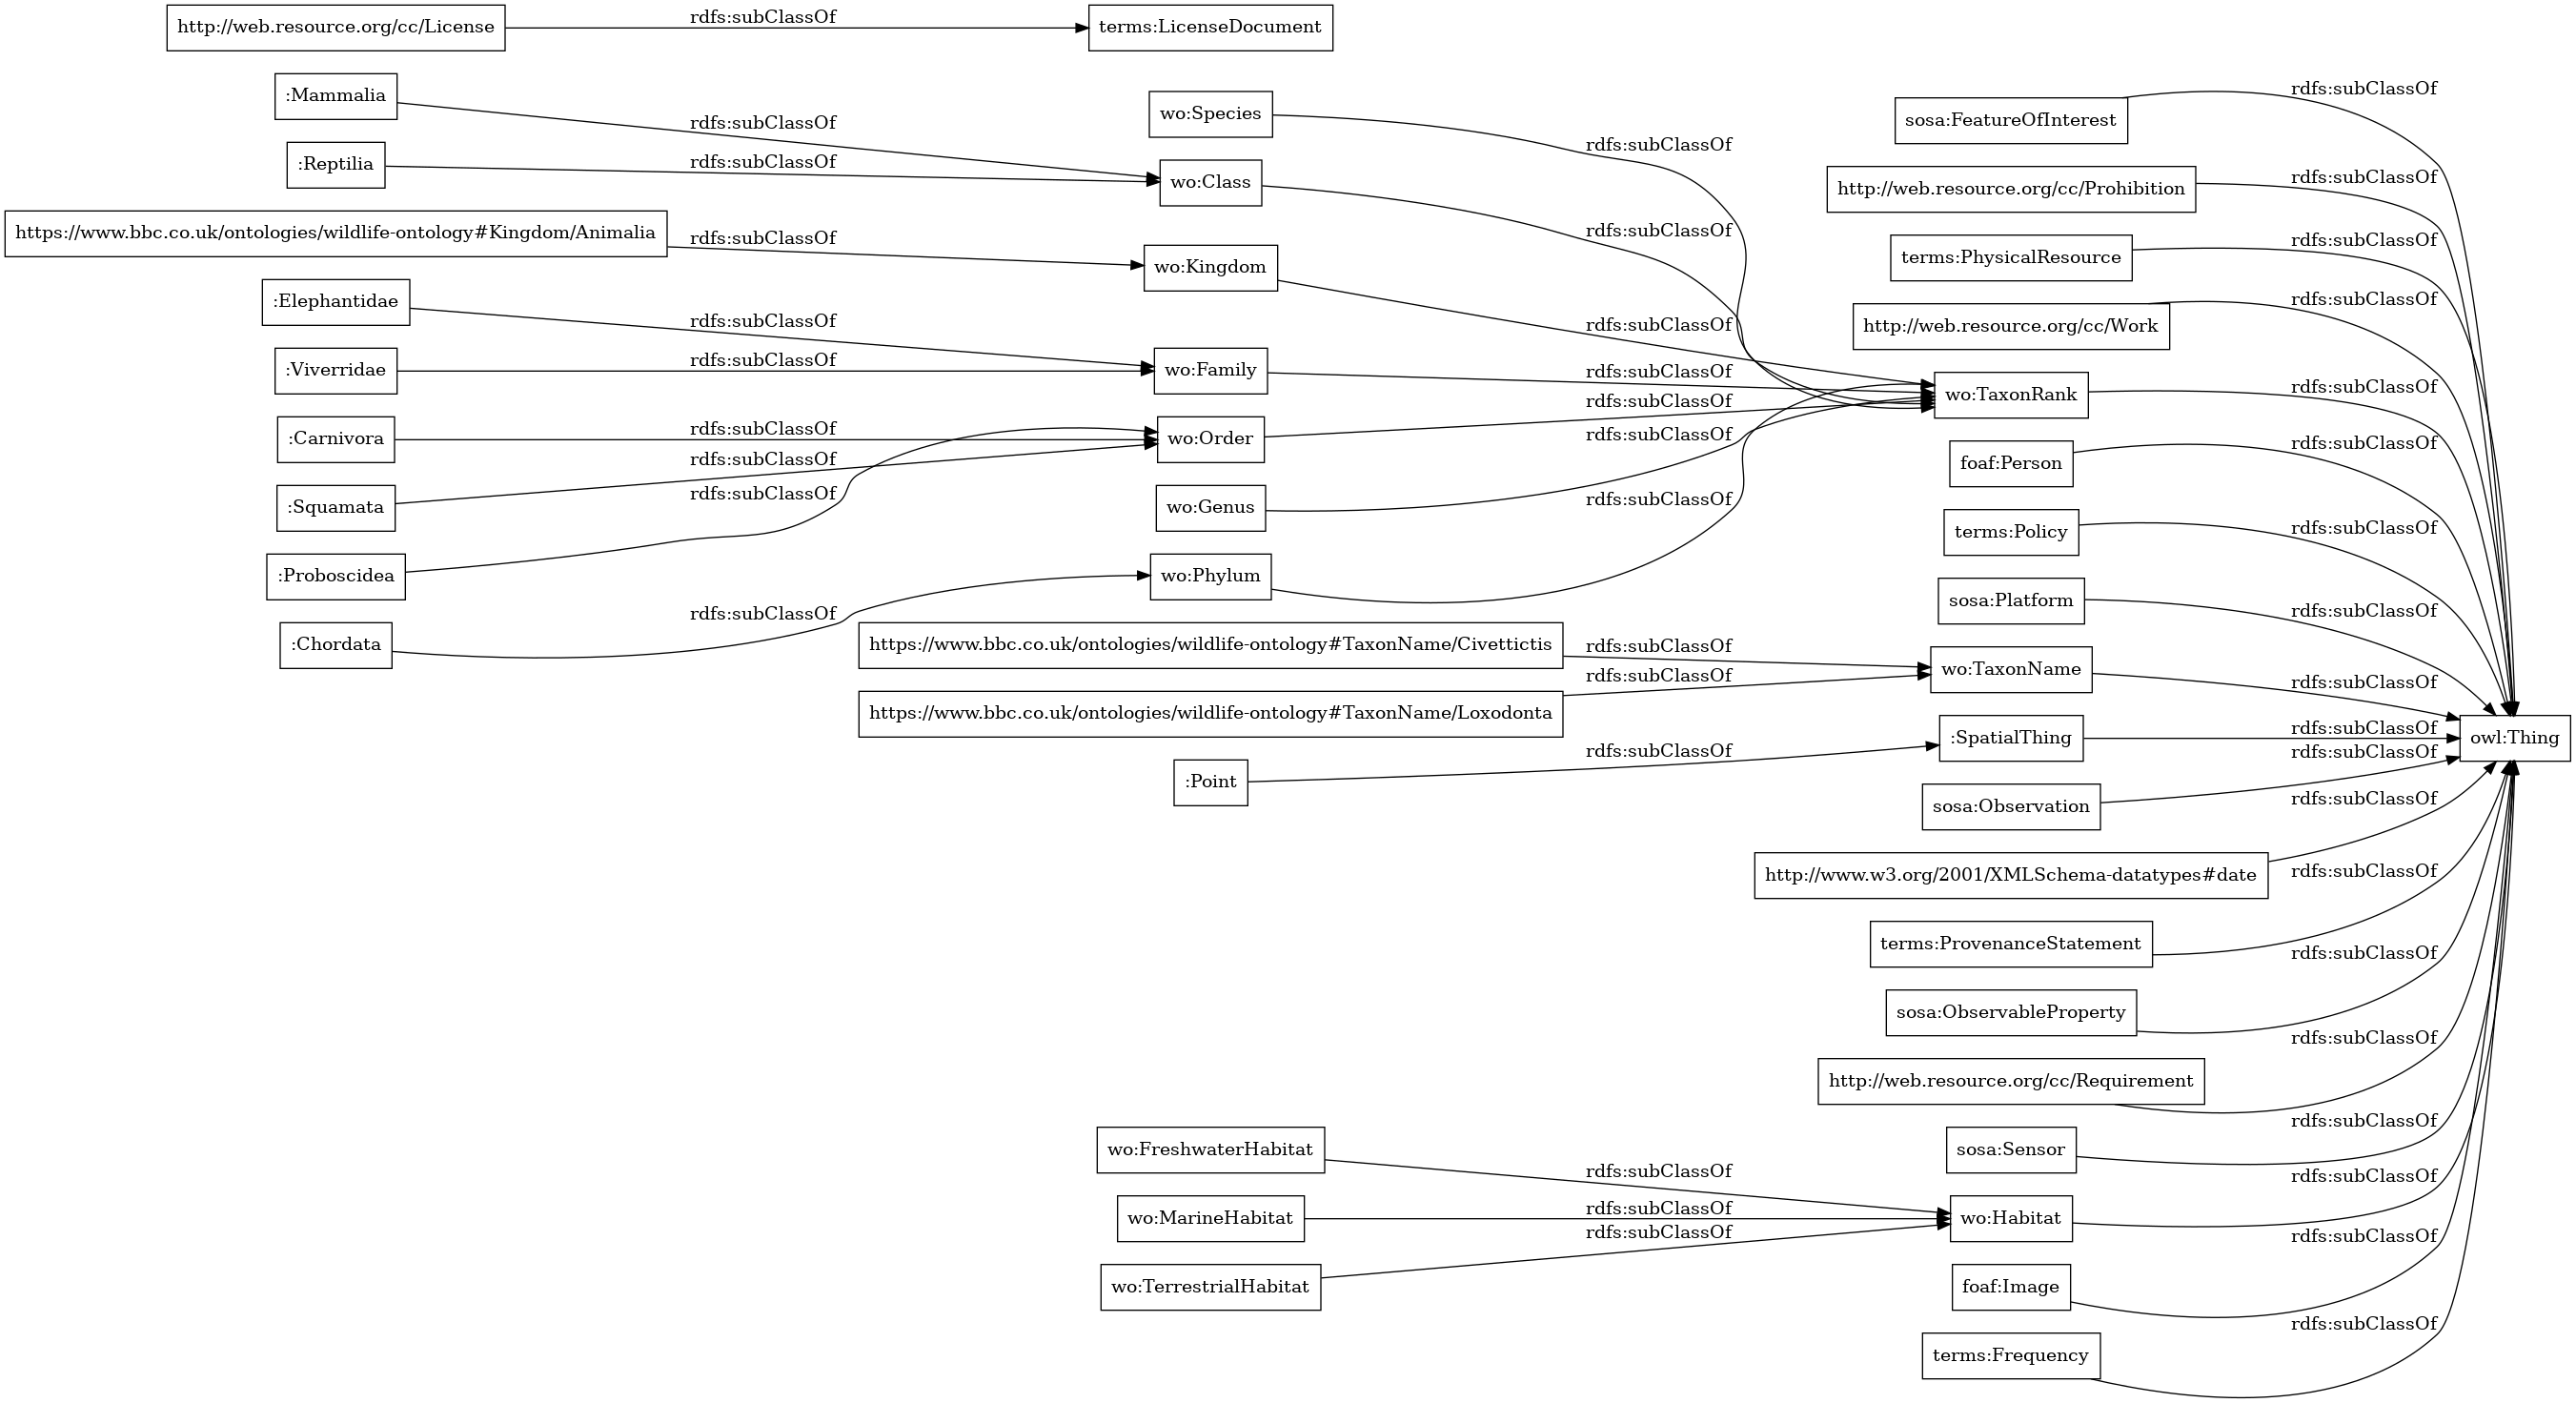 http://web.resource.org/cc/License
rdfs:subClassOf
terms:LicenseDocument
:Mammalia
rdfs:subClassOf
:Reptilia
rdfs:subClassOf
https://www.bbc.co.uk/ontologies/wildlife-ontology#Kingdom/Animalia
rdfs:subClassOf
:Elephantidae
rdfs:subClassOf
:Viverridae
rdfs:subClassOf
:Carnivora
rdfs:subClassOf
:Squamata
rdfs:subClassOf
:Proboscidea
rdfs:subClassOf
:Chordata
rdfs:subClassOf
wo:Species
rdfs:subClassOf
wo:Class
rdfs:subClassOf
wo:Kingdom
rdfs:subClassOf
wo:Family
rdfs:subClassOf
wo:Order
rdfs:subClassOf
wo:Genus
rdfs:subClassOf
wo:Phylum
rdfs:subClassOf
https://www.bbc.co.uk/ontologies/wildlife-ontology#TaxonName/Civettictis
rdfs:subClassOf
https://www.bbc.co.uk/ontologies/wildlife-ontology#TaxonName/Loxodonta
rdfs:subClassOf
:Point
rdfs:subClassOf
wo:FreshwaterHabitat
rdfs:subClassOf
wo:MarineHabitat
rdfs:subClassOf
wo:TerrestrialHabitat
rdfs:subClassOf
sosa:FeatureOfInterest
rdfs:subClassOf
http://web.resource.org/cc/Prohibition
rdfs:subClassOf
terms:PhysicalResource
rdfs:subClassOf
http://web.resource.org/cc/Work
rdfs:subClassOf
wo:TaxonRank
rdfs:subClassOf
foaf:Person
rdfs:subClassOf
terms:Policy
rdfs:subClassOf
sosa:Platform
rdfs:subClassOf
wo:TaxonName
rdfs:subClassOf
:SpatialThing
rdfs:subClassOf
sosa:Observation
rdfs:subClassOf
http://www.w3.org/2001/XMLSchema-datatypes#date
rdfs:subClassOf
terms:ProvenanceStatement
rdfs:subClassOf
sosa:ObservableProperty
rdfs:subClassOf
http://web.resource.org/cc/Requirement
rdfs:subClassOf
sosa:Sensor
rdfs:subClassOf
wo:Habitat
rdfs:subClassOf
foaf:Image
rdfs:subClassOf
terms:Frequency
rdfs:subClassOf
owl:Thing